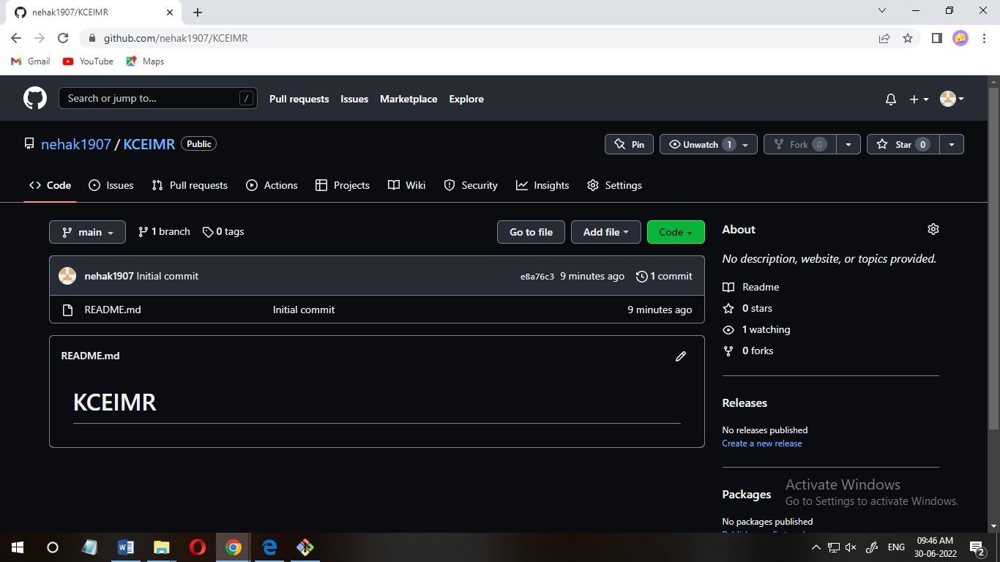 nehak1907/KCEIMR
github.com/nehak1907/KCEIMR
Gmail YouTube Maps
Search or jump to... / Pull requests Issues Marketplace Explore
nehak1907 / KCEIMR Public Pin Unwatch 1 Fork 0 Star 0
<> Code Issues Pull requests Actions Projects Wiki Security Insights Settings
main 1 branch 0 tags Go to file Add file Code
About
No description, website, or topics provided.
nehak1907 Initial commit e8a76c3 9 minutes ago 1 commit
README.md Initial commit 9 minutes ago
Readme
0 stars
1 watching
0 forks
README.md
KCEIMR
Releases
No releases published
Create a new release
Packages
No packages published
Activate Windows
Go to Settings to activate Windows.
ENG 09:46 AM
30-06-2022
2